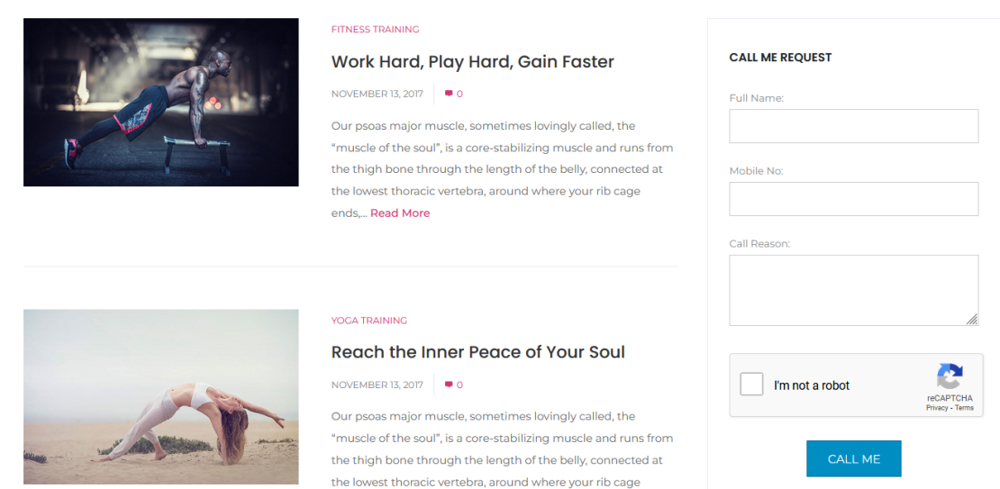 FITNESS TRAINING
Work Hard, Play Hard, Gain Faster
NOVEMBER 13, 2017 0
Our psoas major muscle, sometimes lovingly called, the
“muscle of the soul”, is a core-stabilizing muscle and runs from
the thigh bone through the length of the belly, connected at
the lowest thoracic vertebra, around where your rib cage
ends,... Read More
YOGA TRAINING
Reach the Inner Peace of Your Soul
NOVEMBER 13, 2017 0
Our psoas major muscle, sometimes lovingly called, the
“muscle of the soul”, is a core-stabilizing muscle and runs from
the thigh bone through the length of the belly, connected at
the lowest thoracic vertebra, around where your rib cage
CALL ME REQUEST
Full Name:
Mobile No:
Call Reason:
I'm not a robot
reCAPTCHA
Privacy - Terms
CALL ME